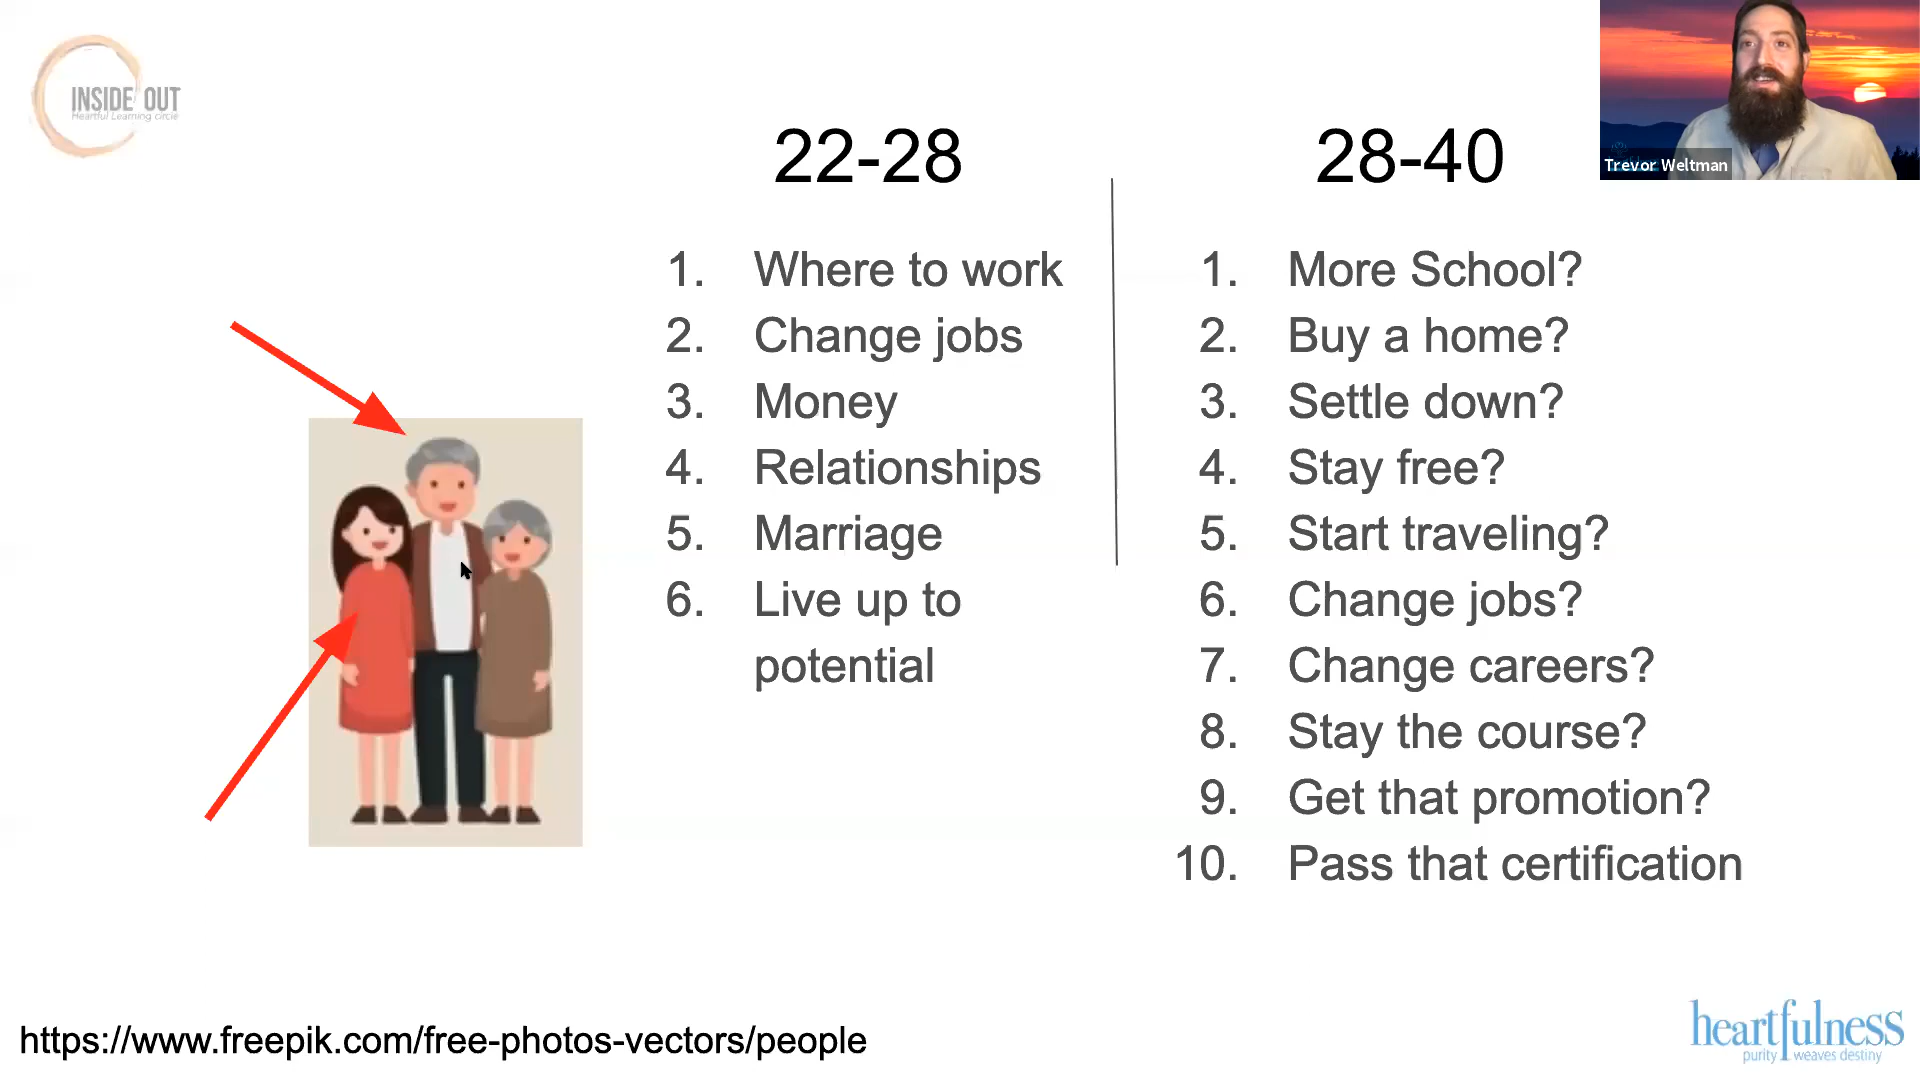 INSIDE OUT
Heartful Learning circle
Trevor Weltman
22-28
1. Where to work
2. Change jobs
3. Money
4. Relationships
5. Marriage
6. Live up to
potential
28-40
1. More School?
2. Buy a home?
3. Settle down?
4. Stay free?
5. Start traveling?
6. Change jobs?
7. Change careers?
8. Stay the course?
9. Get that promotion?
10. Pass that certification
https://www.freepik.com/free-photos-vectors/people
heartfulness
purity weaves destiny